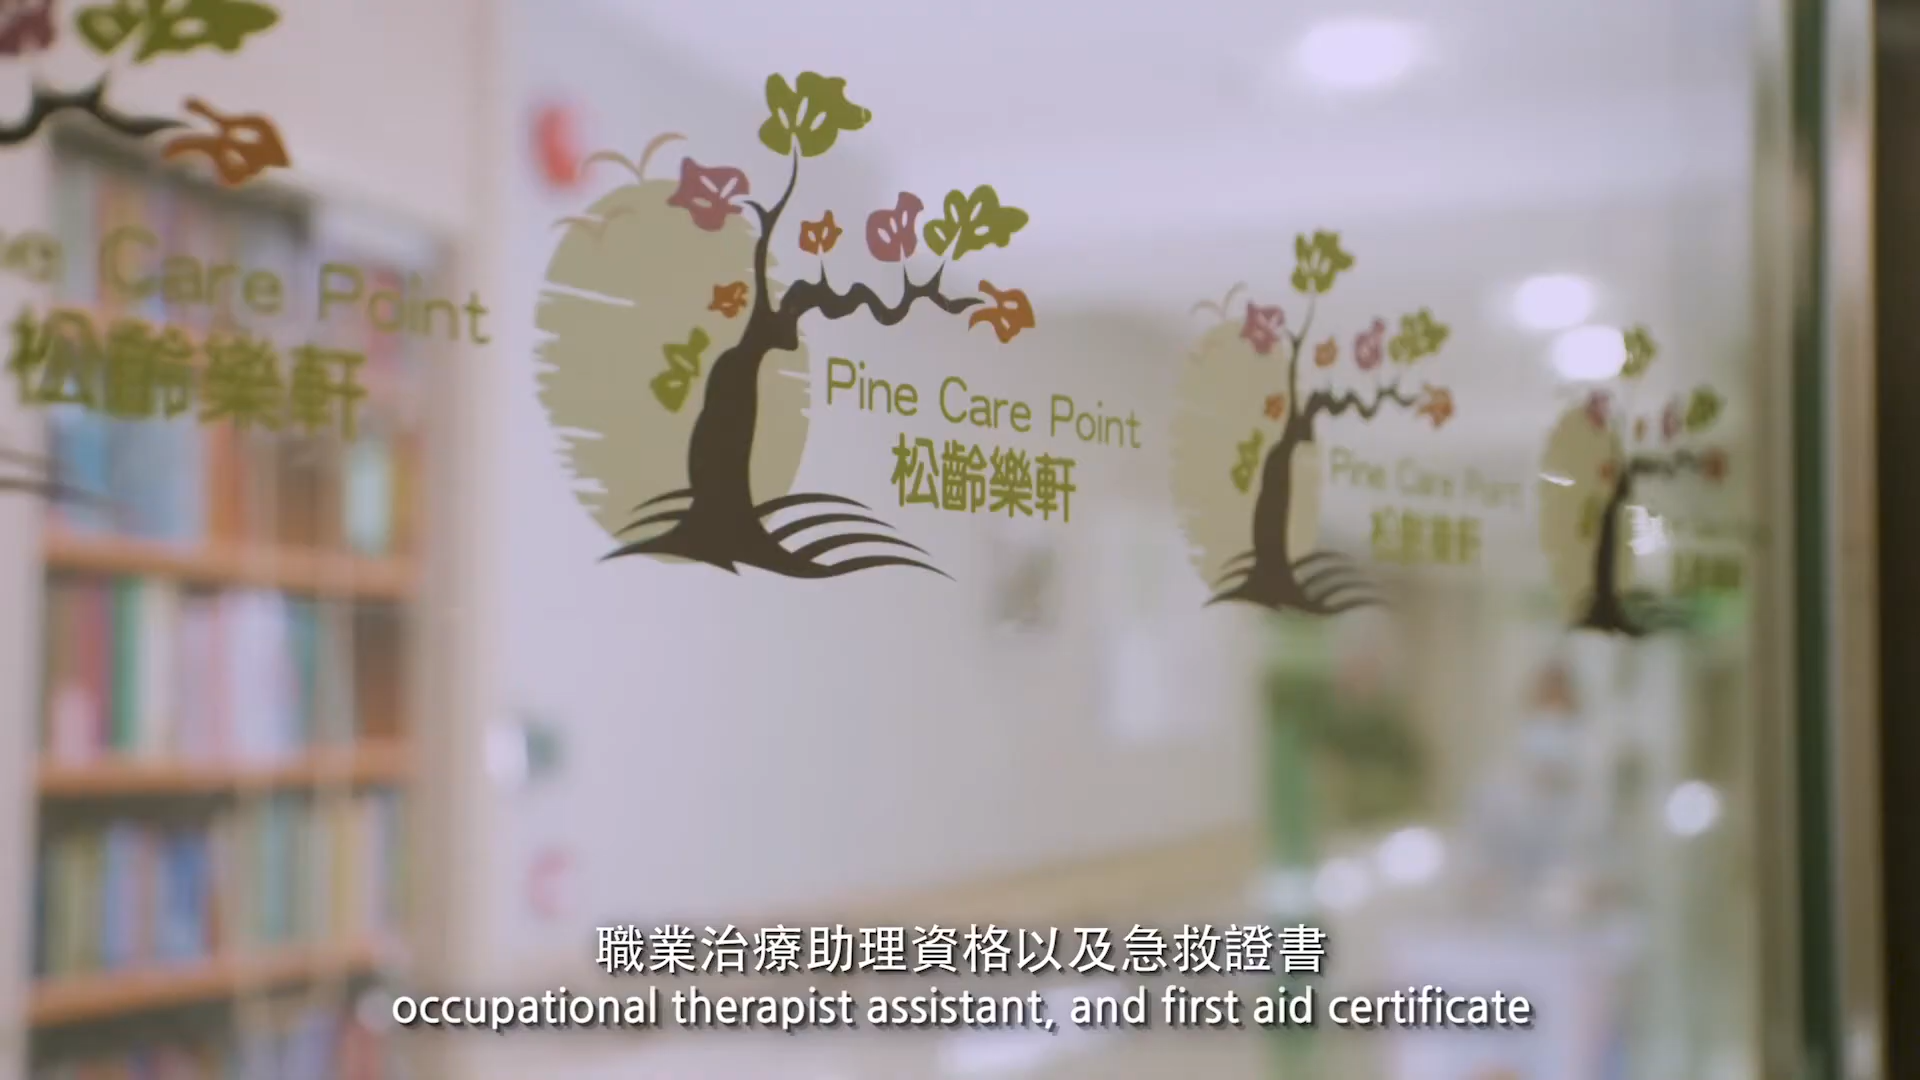 Care Point
松齡樂軒
Pine Care Point
松齡樂軒
Pine Care Point
松齡樂軒
職業治療助理資格以及急救證書
occupational therapist assistant, and first aid certificate